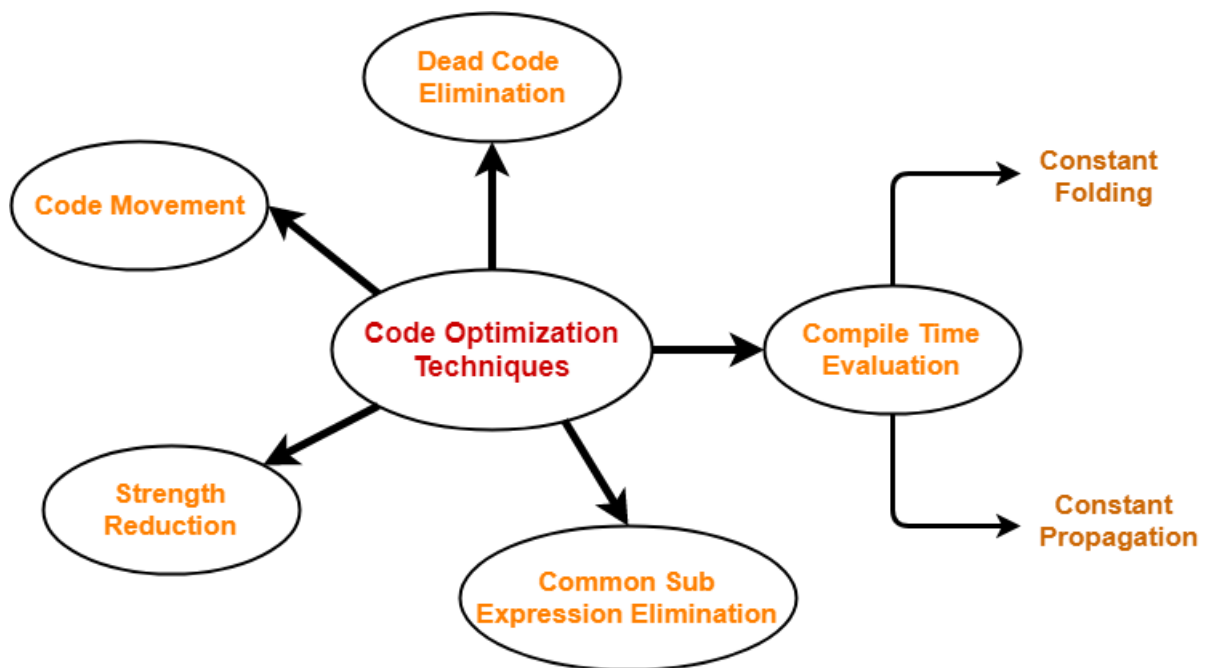 Dead Code
Elimination
Constant
Folding
Code Movement
Code Optimization
Techniques
Compile Time
Evaluation
Strength
Reduction
Constant
Propagation
Common Sub
Expression Elimination